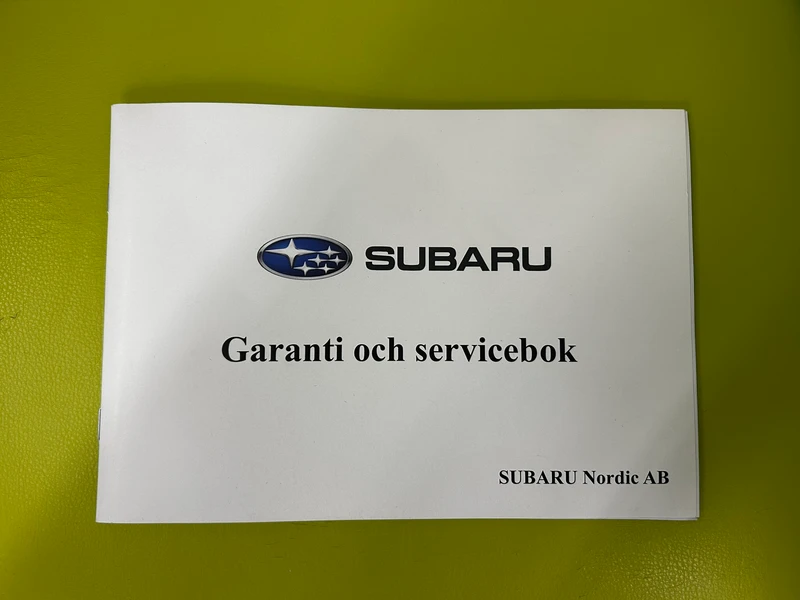 SUBARU
Garanti och servicebok
SUBARU Nordic AB